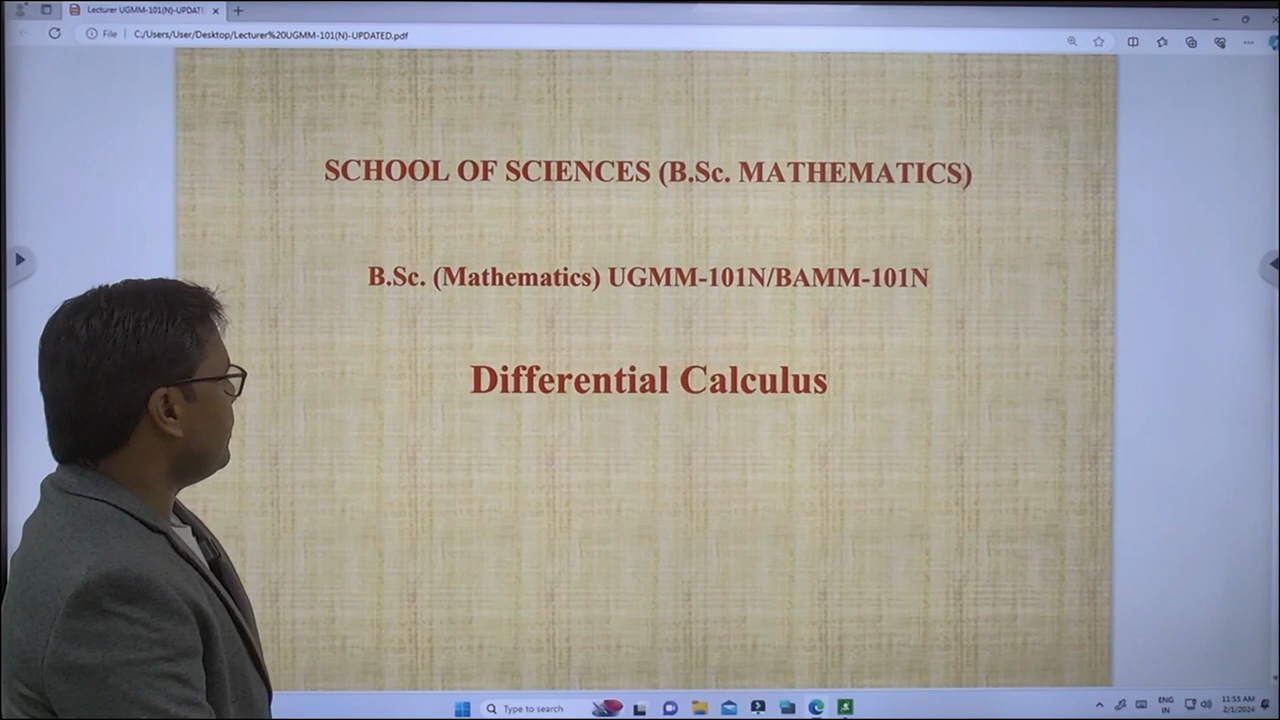 Lecturer UGMM-101(N)-UPDATE
File
C:/Users/User/Desktop/Lecturer%20UGMM-101(N)-UPDATED.pdf
SCHOOL OF SCIENCES (B.Sc. MATHEMATICS)
B.Sc. (Mathematics) UGMM-101N/BAMM-101N
Differential Calculus
Type to search
ENG
IN
11:55 AM
2/1/2024